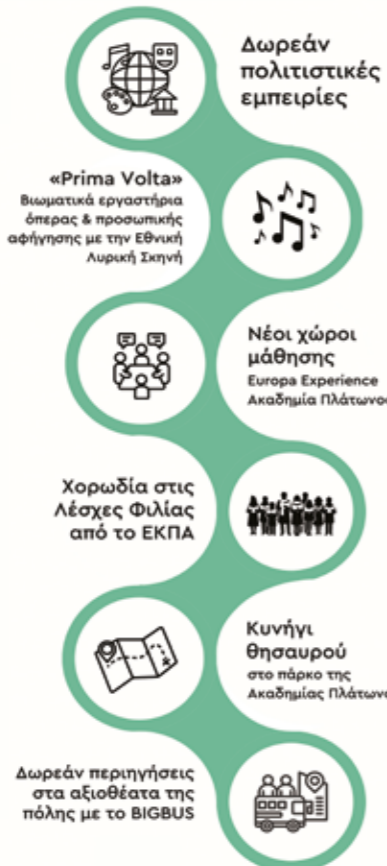 Δωρεάν
πολιτιστικές
εμπειρίες
«Prima Volta»
Βιωματικά εργαστήρια
όπερας & προσωπικής
αφήγησης με την Εθνική
Λυρική Σκηνή
Νέοι χώροι
μάθησης
Europa Experience
Ακαδημία Πλάτωνος
Χορωδία στις
Λέσχες Φιλίας
από το ΕΚΠΑ
Κυνήγι
θησαυρού
στο πάρκο της
Ακαδημίας Πλάτωνο
Δωρεάν περιηγήσεις
στα αξιοθέατα της
πόλης με το BIGBUS